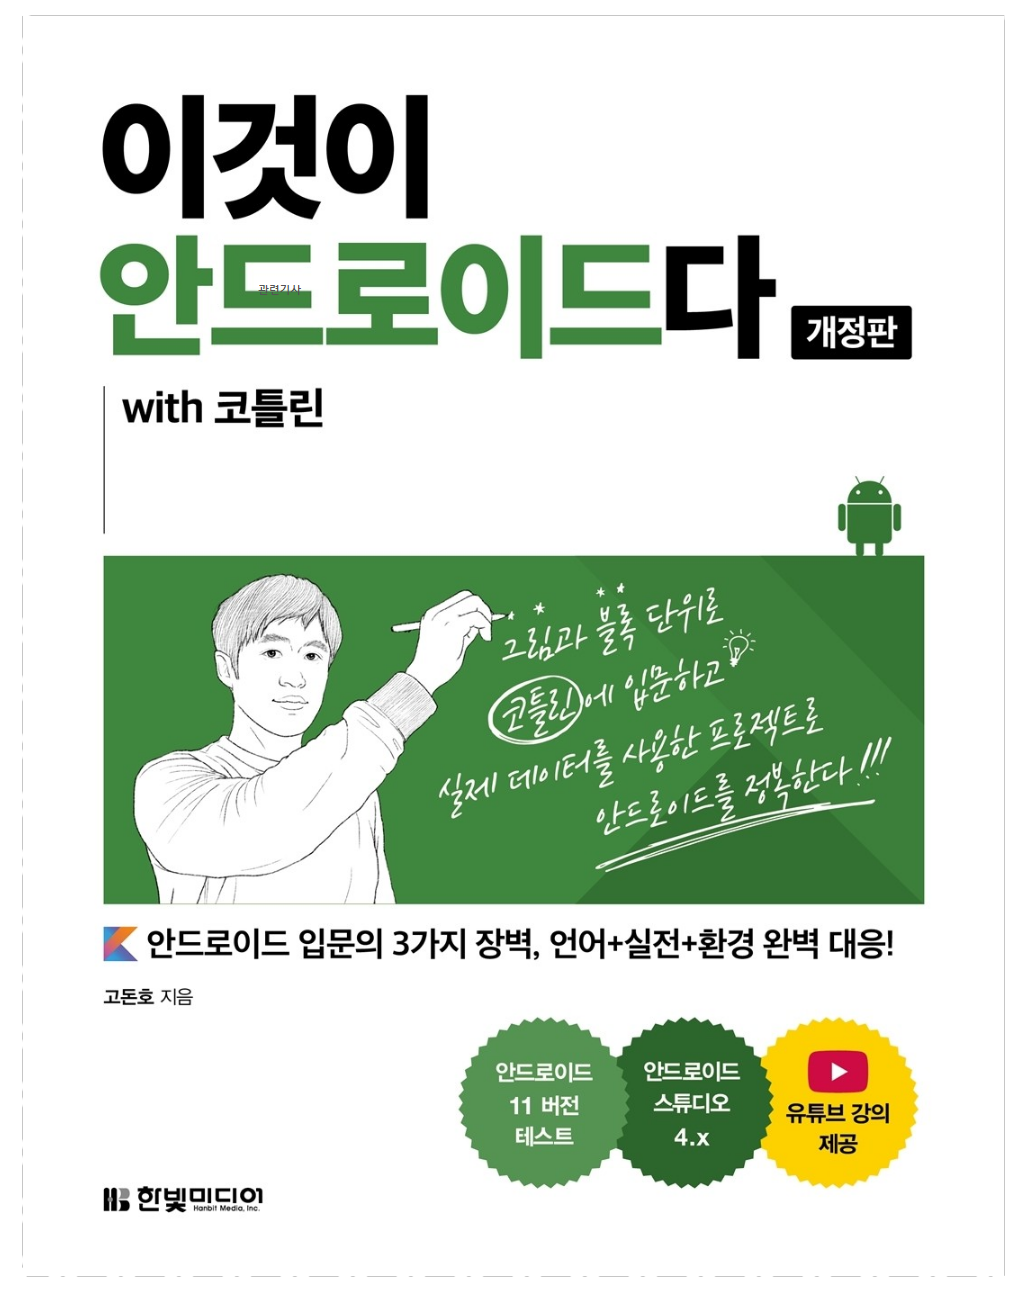 이것이
안드로이드다 개정판
관련기사
with 코틀린
그림과 블록 단위로
코틀린에 입문하고
실제 데이터를 사용한 프로젝트로
안드로이드를 정복한다!!!
안드로이드 입문의 3가지 장벽, 언어+실전+환경 완벽 대응!
고돈호 지음
안드로이드
11 버전
테스트
안드로이드
스튜디오
4.x
유튜브 강의
제공
한빛미디어
Hanbit Media, Inc.